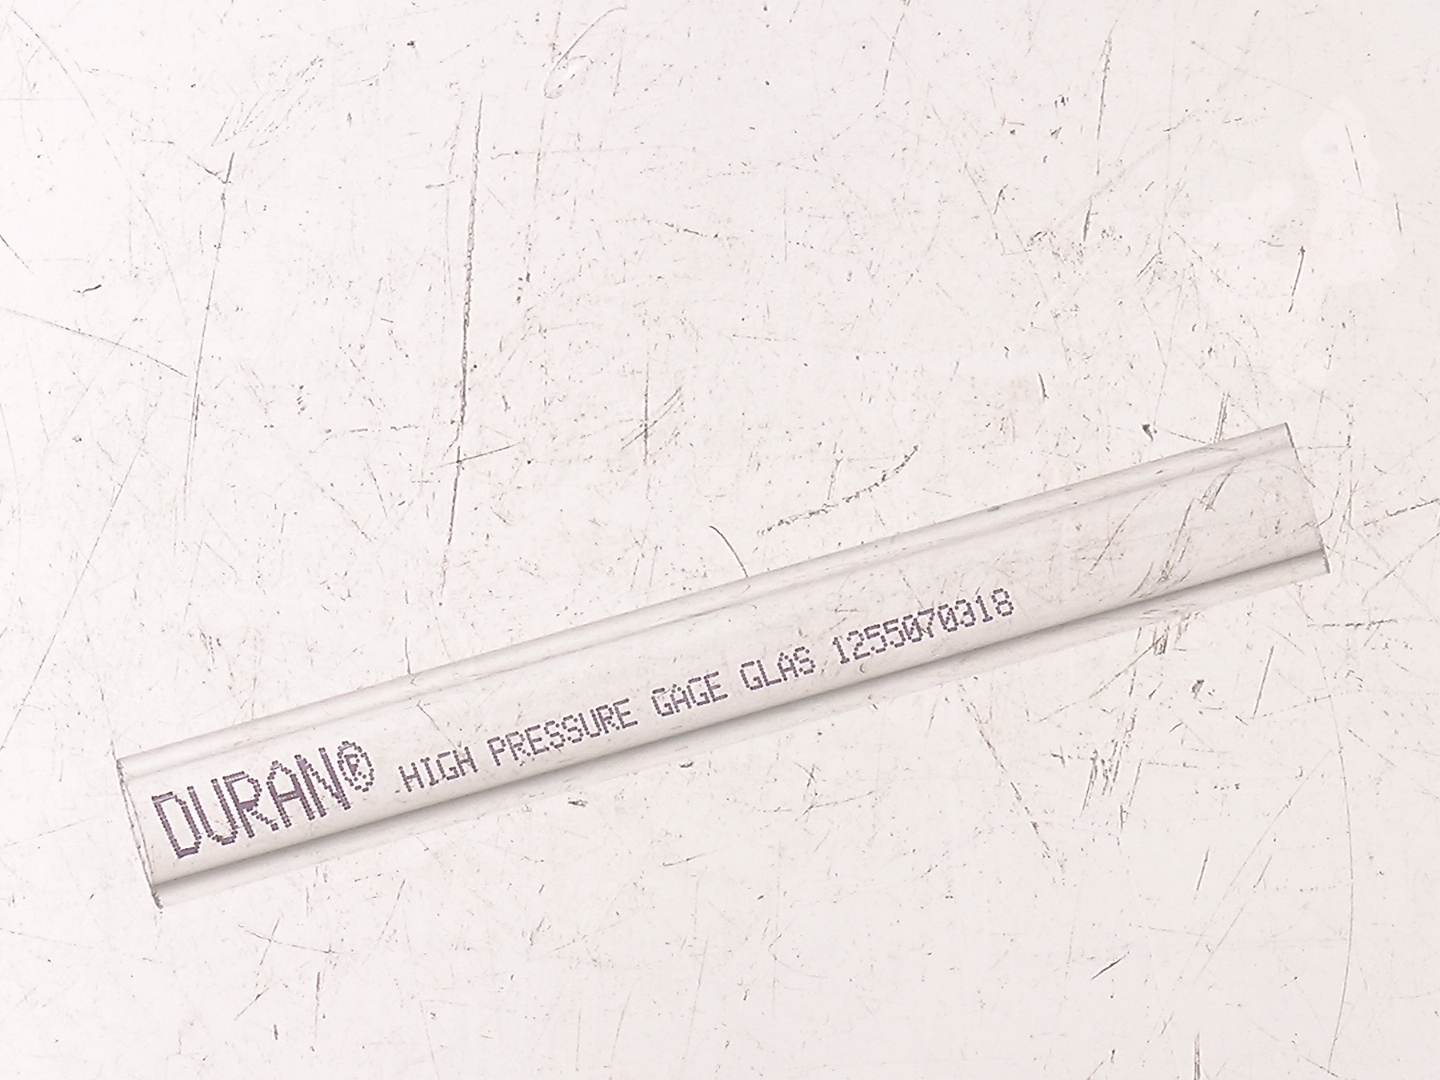 DURAN® HIGH PRESSURE GAGE GLAS 1255070318